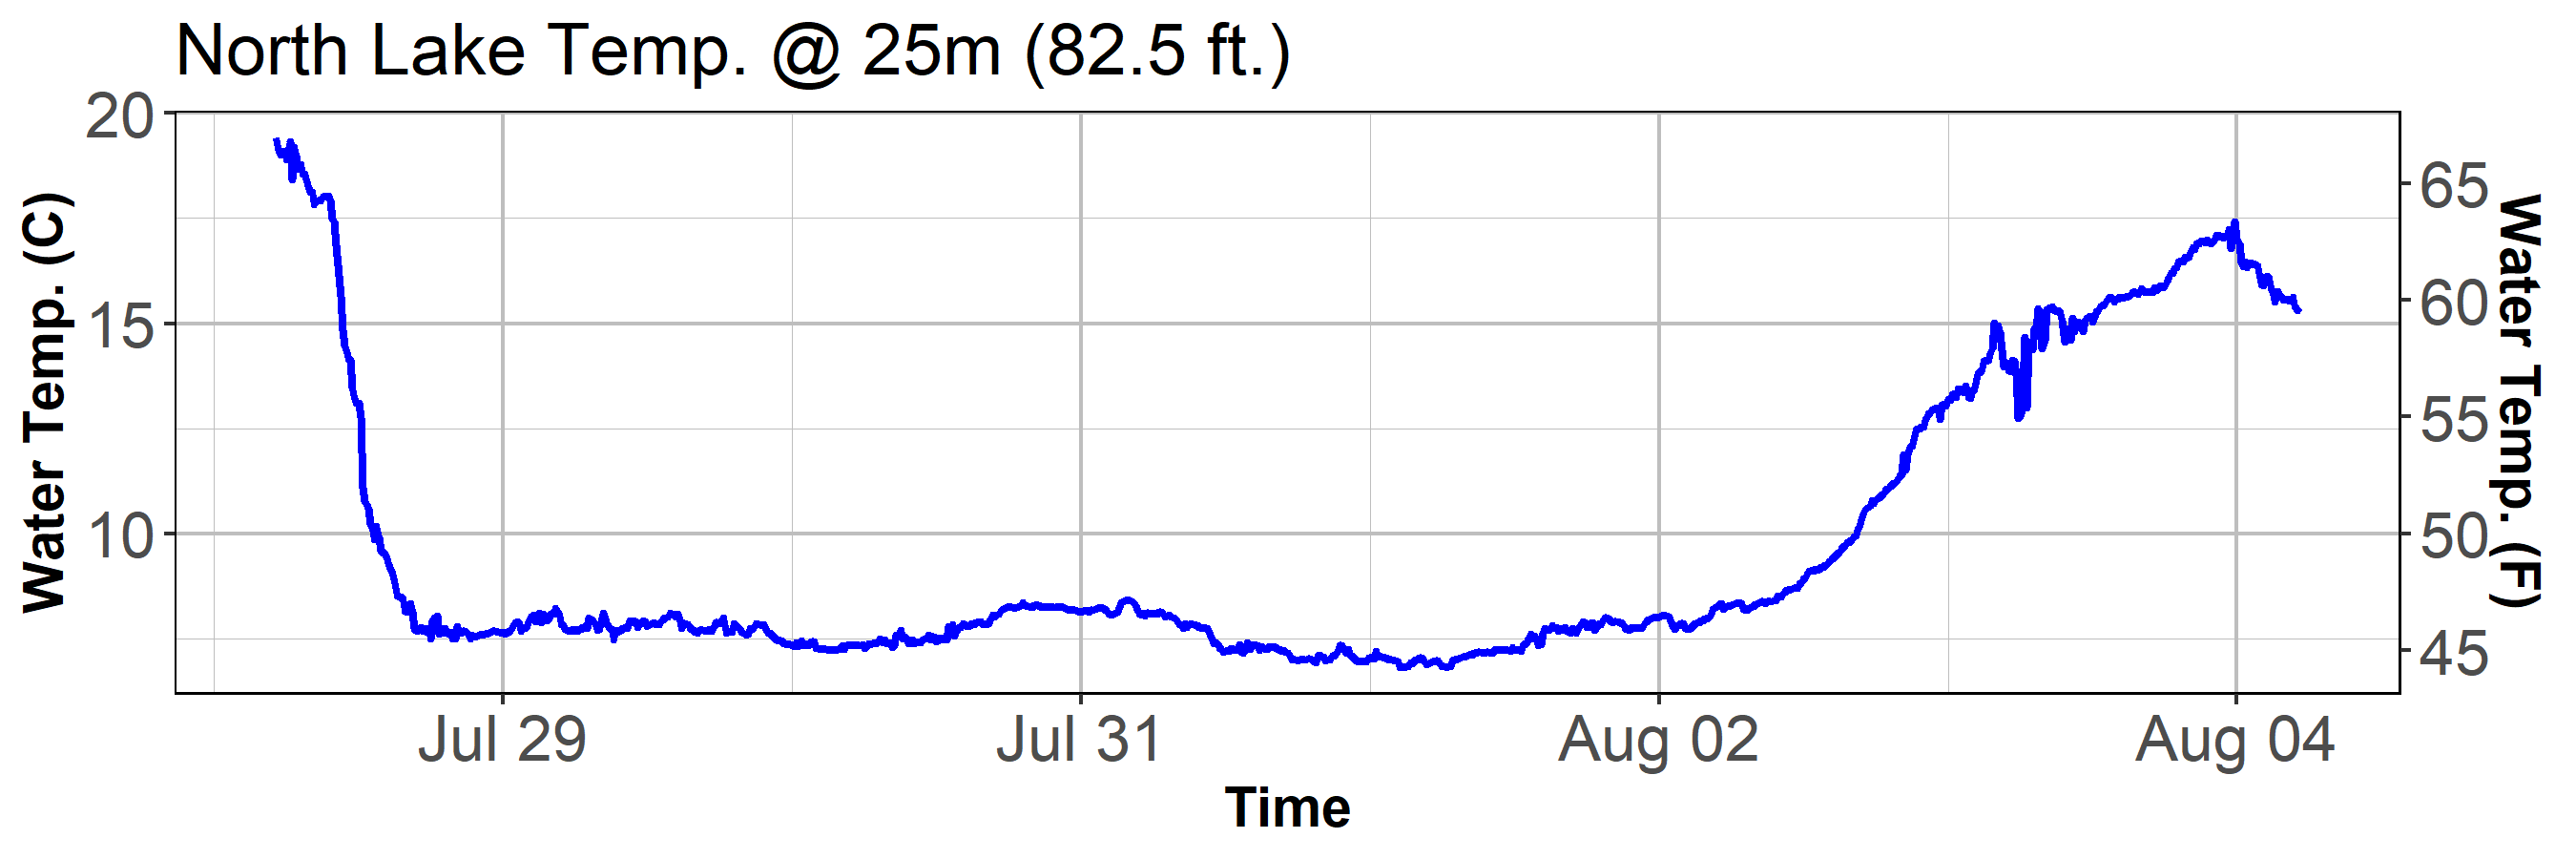 North Lake Temp. @ 25m (82.5 ft.)
Water Temp. (C)
20
15
10
65
60
55
50
45
Water Temp. (F)
Jul 29 Jul 31 Aug 02 Aug 04
Time